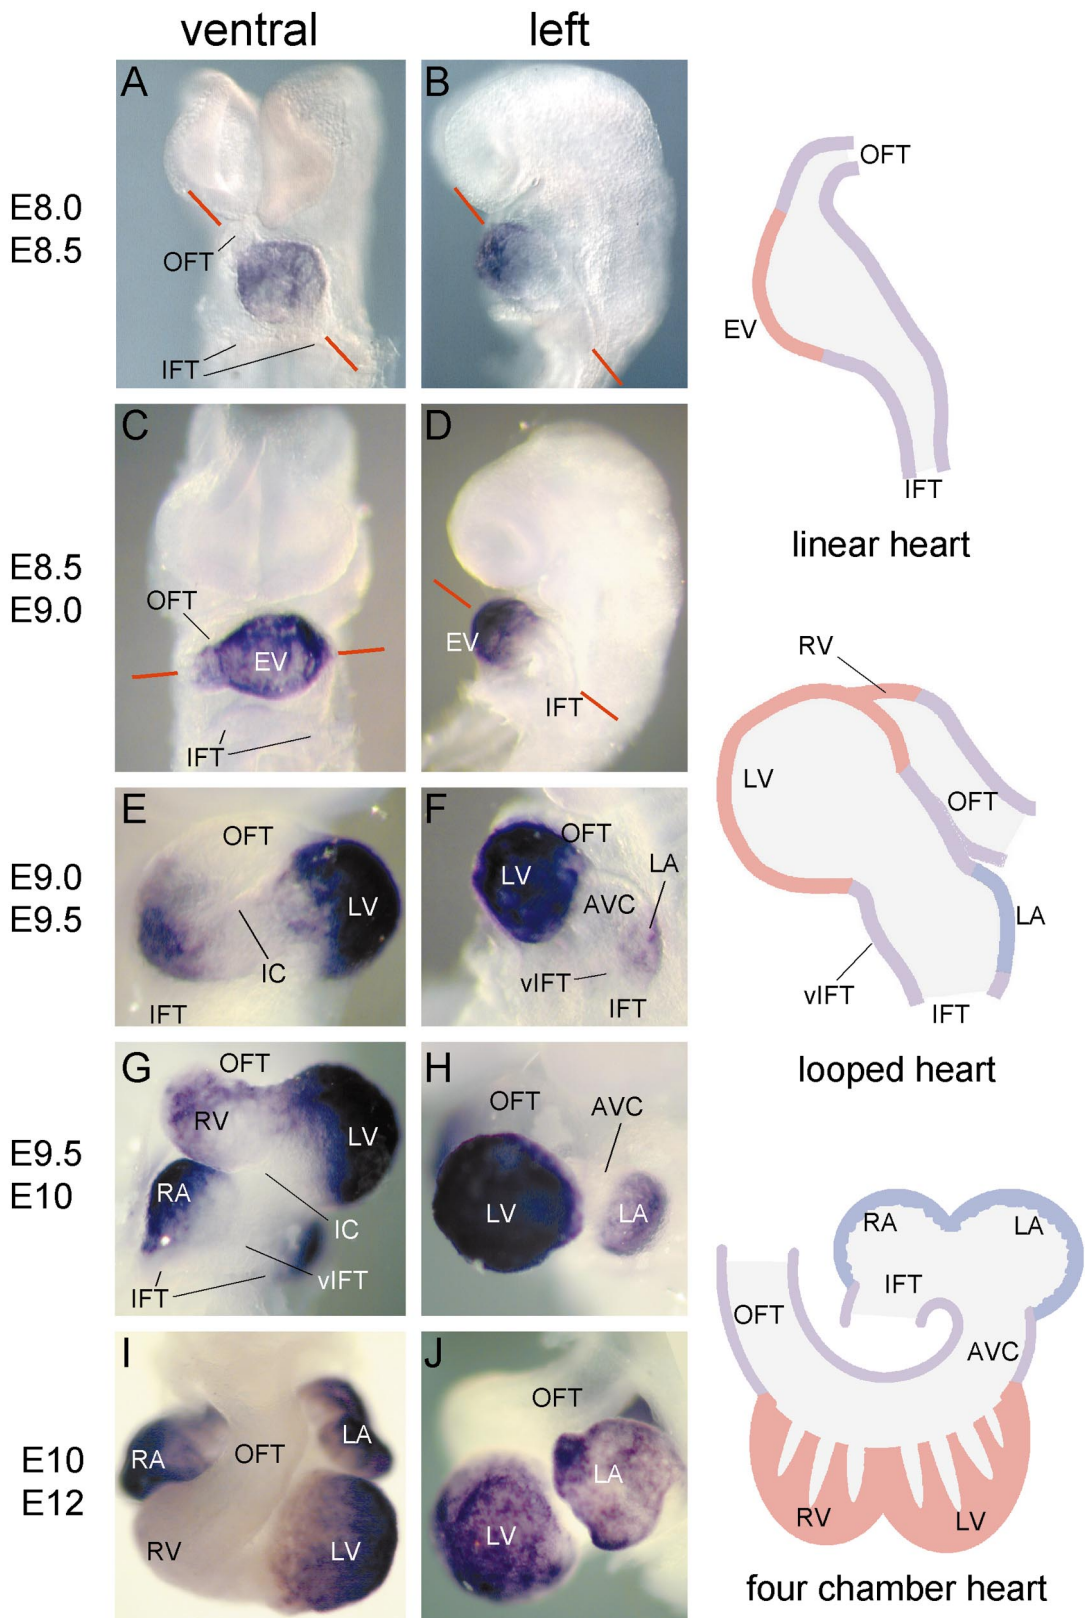 ventral left
A
B
E8.0
E8.5
OFT
IFT
OFT
EV
IFT
linear heart
C
D
E8.5
E9.0
OFT
EV
IFT
EV
IFT
RV
LV
OFT
LA
vIFT
IFT
looped heart
E
F
E9.0
E9.5
OFT
LV
IC
IFT
OFT
LV
LA
AVC
vIFT
IFT
G
H
E9.5
E10
OFT
RV
LV
RA
IC
vIFT
IFT
OFT
AVC
LV
LA
RA
LA
IFT
OFT
AVC
RV
LV
four chamber heart
I
J
E10
E12
RA
OFT
LA
RV
LV
OFT
LA
LV